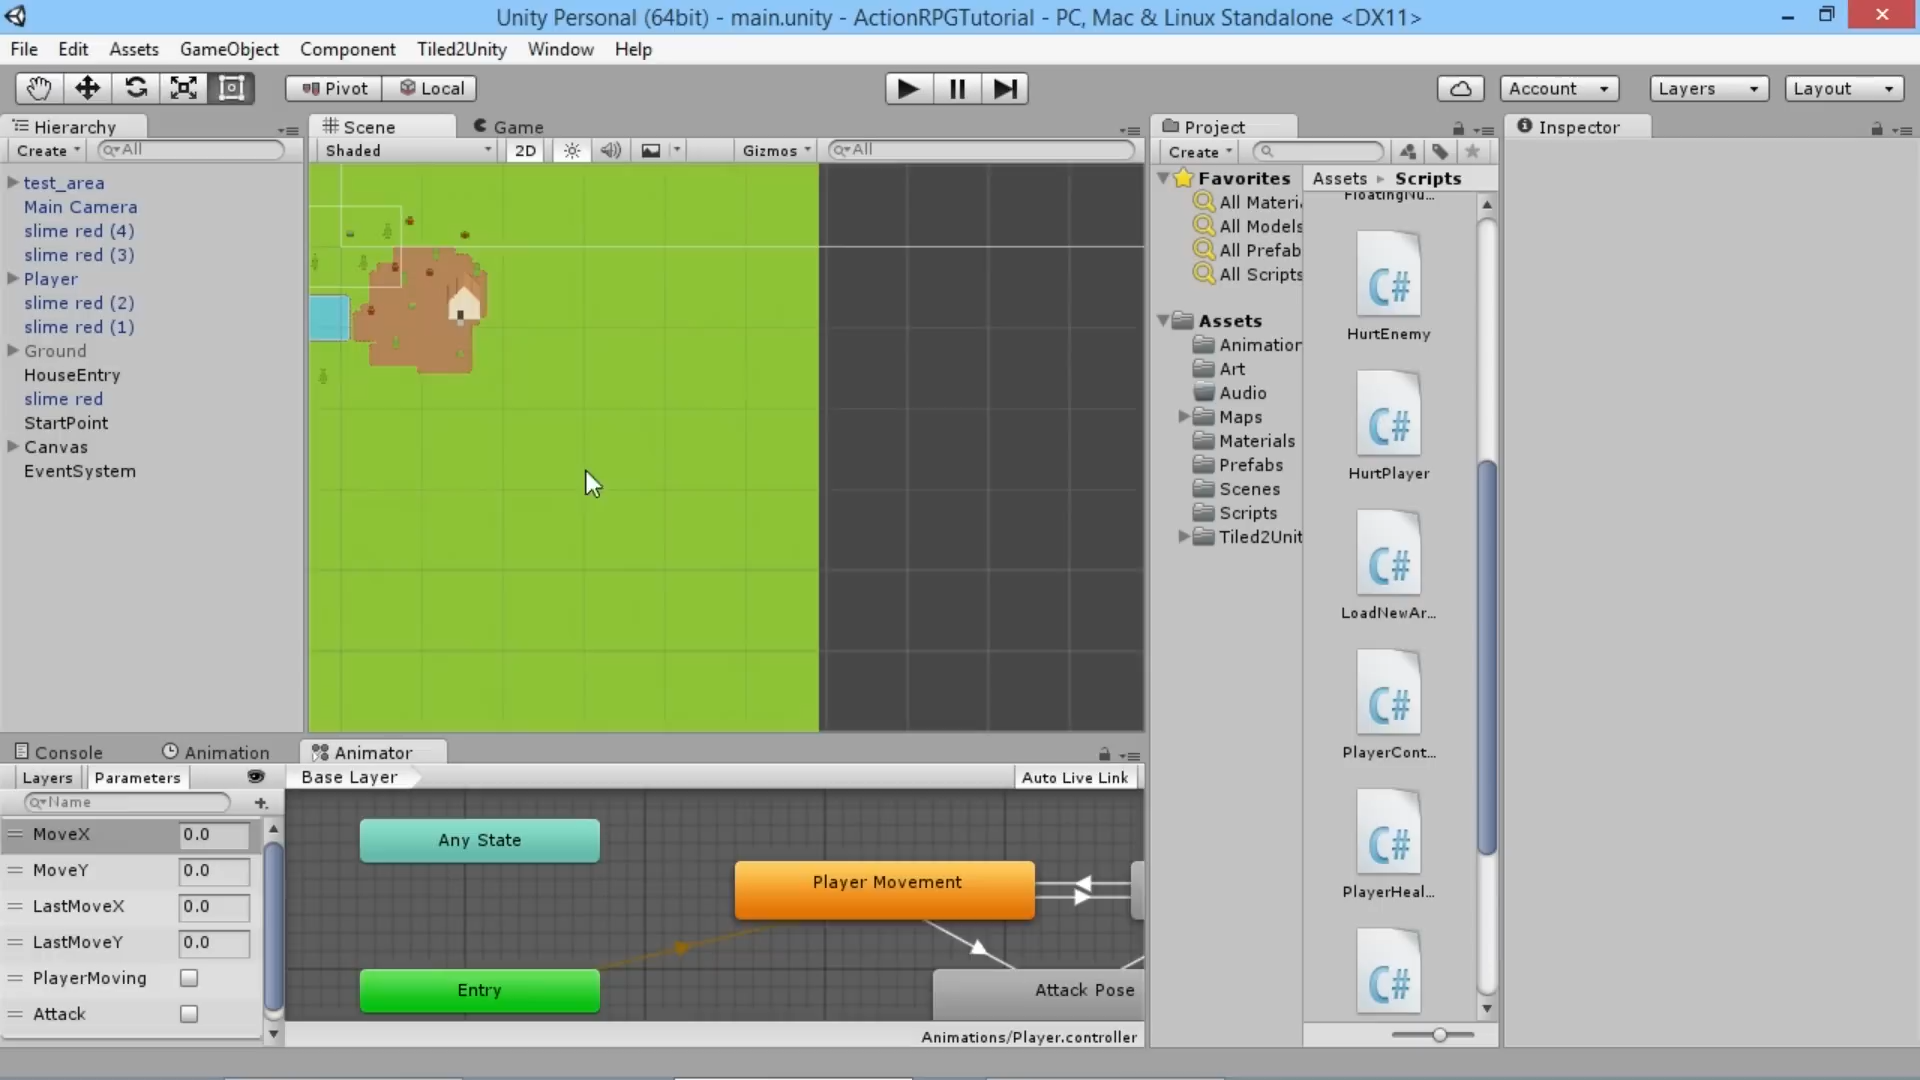 Unity Personal (64bit) - main.unity - ActionRPGTutorial - PC, Mac & Linux Standalone <DX11>
File Edit Assets GameObject Component Tiled2Unity Window Help
Pivot Local Account Layers Layout
Hierarchy
Create All
test_area
Main Camera
slime red (4)
slime red (3)
Player
slime red (2)
slime red (1)
Ground
HouseEntry
slime red
StartPoint
Canvas
EventSystem
Scene Game
Shaded 2D Gizmos All
Project
Create
Favorites
All Materi
All Models
All Prefab
All Scripts
Assets
Animation
Art
Audio
Maps
Materials
Prefabs
Scenes
Scripts
Tiled2Unit
Assets Scripts
FloatingNu...
C#
HurtEnemy
C#
HurtPlayer
C#
LoadNewAr...
C#
PlayerCont...
C#
PlayerHeal...
C#
Inspector
Console Animation Animator
Layers Parameters
Name
MoveX 0.0
MoveY 0.0
LastMoveX 0.0
LastMoveY 0.0
PlayerMoving
Attack
Base Layer Auto Live Link
Any State
Player Movement
Entry
Attack Pose
Animations/Player.controller